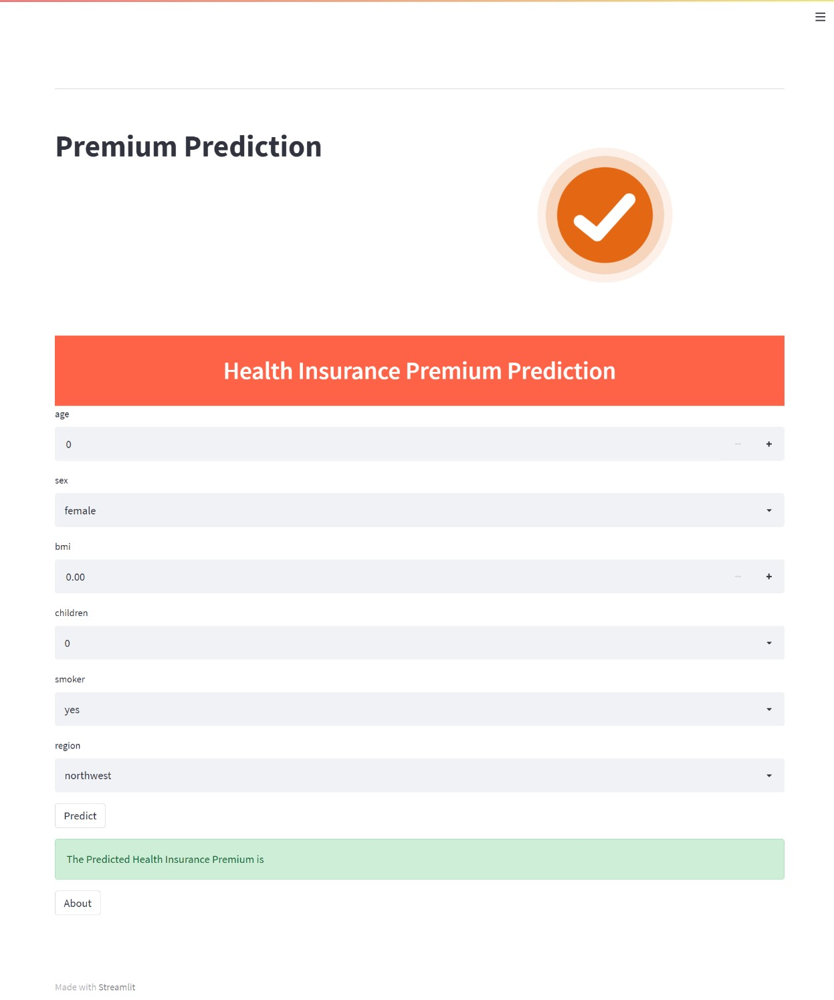 Premium Prediction
Health Insurance Premium Prediction
age
0
sex
female
bmi
0.00
children
0
smoker
yes
region
northwest
Predict
The Predicted Health Insurance Premium is
About
Made with Streamlit